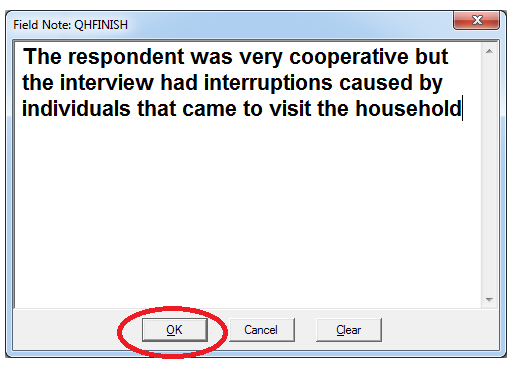 Field Note: QHFINISH
The respondent was very cooperative but
the interview had interruptions caused by
individuals that came to visit the household
OK
Cancel
Clear